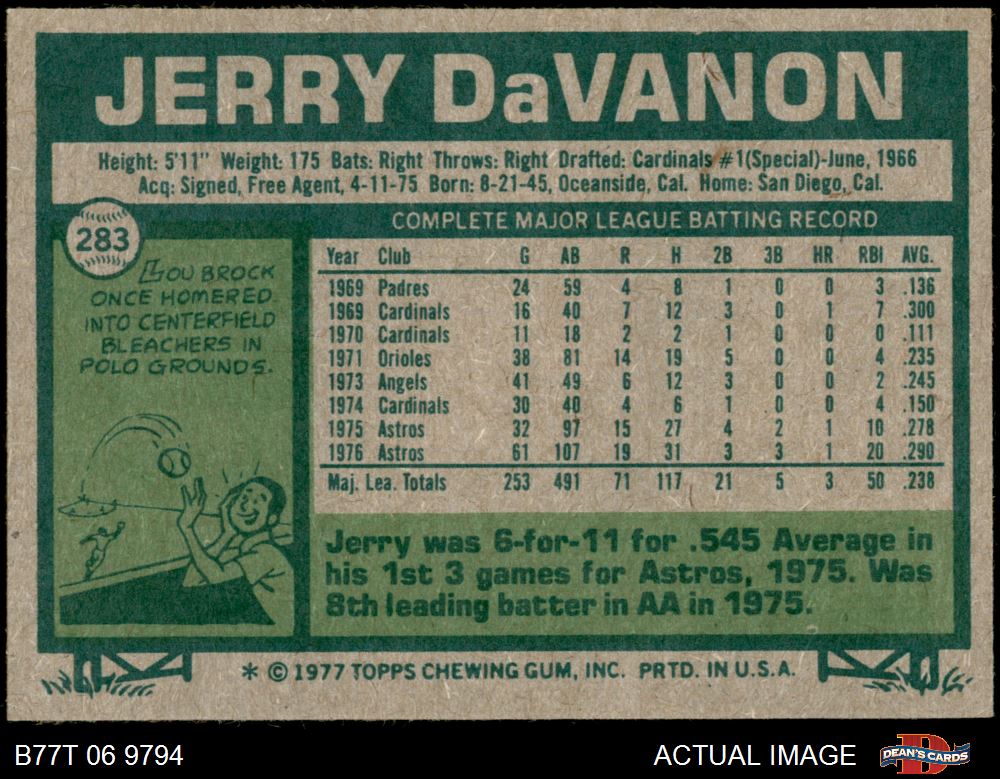 JERRY DaVANON
Height: 5'11" Weight: 175 Bats: Right Throws: Right Drafted: Cardinals #1(Special)-June, 1966
Acq: Signed, Free Agent, 4-11-75 Born: 8-21-45, Oceanside, Cal. Home: San Diego, Cal.
283
LOU BROCK
ONCE HOMERED
INTO CENTERFIELD
BLEACHERS IN
POLO GROUNDS.
COMPLETE MAJOR LEAGUE BATTING RECORD
Year Club G AB R H 2B 3B HR RBI AVG.
1969 Padres 24 59 4 8 1 0 0 3 .136
1969 Cardinals 16 40 7 12 3 0 1 7 .300
1970 Cardinals 11 18 2 2 1 0 0 0 .111
1971 Orioles 38 81 14 19 5 0 0 4 .235
1973 Angels 41 49 6 12 3 0 0 2 .245
1974 Cardinals 30 40 4 6 1 0 0 4 .150
1975 Astros 32 97 15 27 4 2 1 10 .278
1976 Astros 61 107 19 31 3 3 1 20 .290
Maj. Lea. Totals 253 491 71 117 21 5 3 50 .238
Jerry was 6-for-11 for .545 Average in
his 1st 3 games for Astros, 1975. Was
8th leading batter in AA in 1975.
* © 1977 TOPPS CHEWING GUM, INC. PRTD. IN U.S.A.
B77T 06 9794 ACTUAL IMAGE
D
DEAN'S CARDS